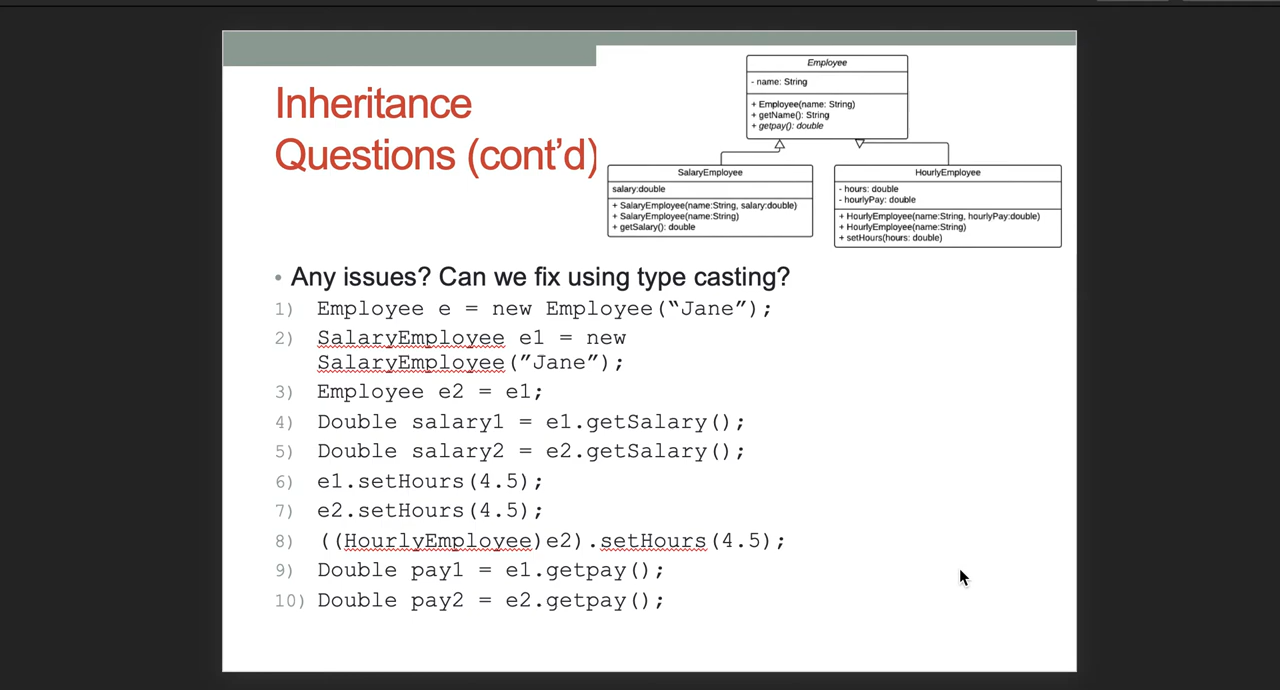 Inheritance
Questions (cont’d)
Employee
- name: String
+ Employee(name: String)
+ getName(): String
+ getpay(): double
SalaryEmployee
salary:double
+ SalaryEmployee(name:String, salary:double)
+ SalaryEmployee(name:String)
+ getSalary(): double
HourlyEmployee
- hours: double
- hourlyPay: double
+ HourlyEmployee(name:String, hourlyPay:double)
+ HourlyEmployee(name:String)
+ setHours(hours: double)
• Any issues? Can we fix using type casting?
1) Employee e = new Employee(“Jane”);
2) SalaryEmployee e1 = new
SalaryEmployee(”Jane”);
3) Employee e2 = e1;
4) Double salary1 = e1.getSalary();
5) Double salary2 = e2.getSalary();
6) e1.setHours(4.5);
7) e2.setHours(4.5);
8) ((HourlyEmployee)e2).setHours(4.5);
9) Double pay1 = e1.getpay();
10) Double pay2 = e2.getpay();